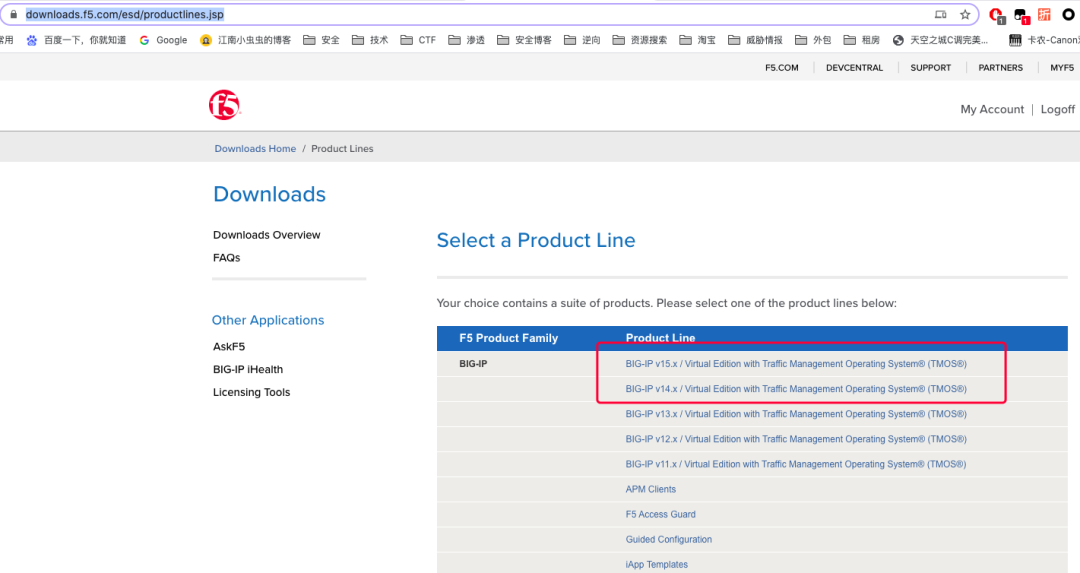 downloads.f5.com/esd/productlines.jsp
1
1
折
常用 百度一下，你就知道 Google 江南小虫虫的博客 安全 技术 CTF 渗透 安全博客 逆向 资源搜索 淘宝 威胁情报 外包 租房 天空之城C调完美... 卡农-Canon
F5.COM DEVCENTRAL SUPPORT PARTNERS MYF5
f5
My Account | Logoff
Downloads Home / Product Lines
Downloads
Downloads Overview
FAQs
Other Applications
AskF5
BIG-IP iHealth
Licensing Tools
Select a Product Line
Your choice contains a suite of products. Please select one of the product lines below:
F5 Product Family Product Line
BIG-IP BIG-IP v15.x / Virtual Edition with Traffic Management Operating System® (TMOS®)
BIG-IP v14.x / Virtual Edition with Traffic Management Operating System® (TMOS®)
BIG-IP v13.x / Virtual Edition with Traffic Management Operating System® (TMOS®)
BIG-IP v12.x / Virtual Edition with Traffic Management Operating System® (TMOS®)
BIG-IP v11.x / Virtual Edition with Traffic Management Operating System® (TMOS®)
APM Clients
F5 Access Guard
Guided Configuration
iApp Templates